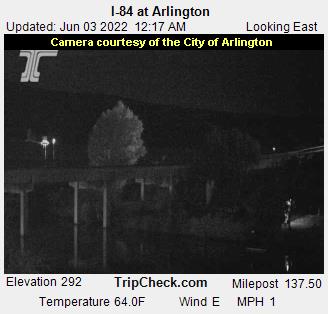 I-84 at Arlington
Updated: Jun 03 2022 12:17 AM Looking East
Camera courtesy of the City of Arlington
Elevation 292 TripCheck.com Milepost 137.50
Temperature 64.0F Wind E MPH 1